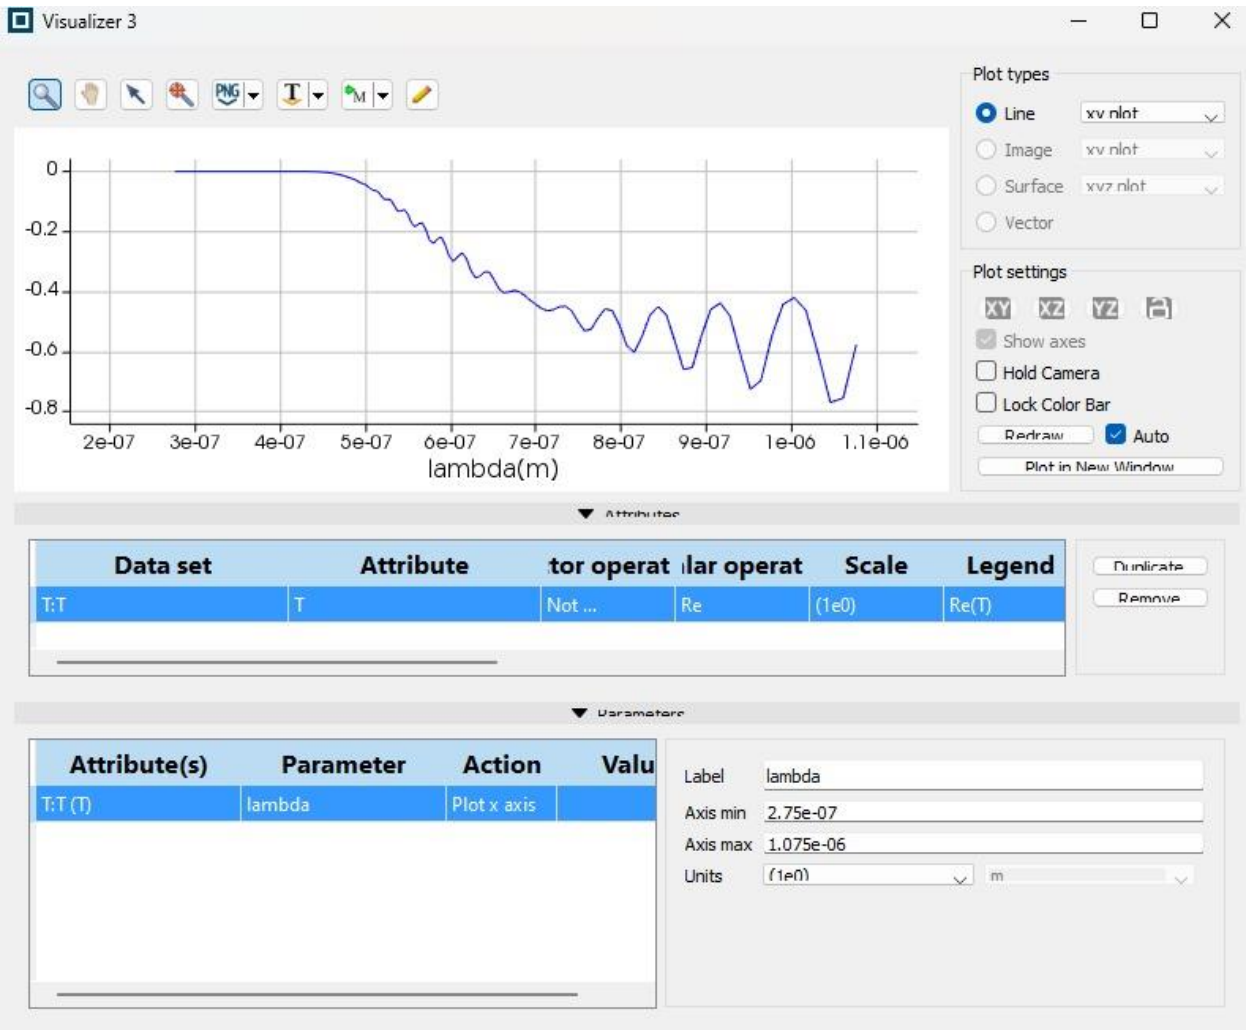 Visualizer 3
PNG T M
Plot types
Line xy plot
Image xy plot
Surface xyz plot
Vector
Plot settings
XY XZ YZ
Show axes
Hold Camera
Lock Color Bar
Redraw Auto
Plot in New Window
0
-0.2
-0.4
-0.6
-0.8
2e-07 3e-07 4e-07 5e-07 6e-07 7e-07 8e-07 9e-07 1e-06 1.1e-06
lambda(m)
Attributes
Data set Attribute tor operat lar operat Scale Legend
T:T T Not ... Re (1e0) Re(T)
Duplicate
Remove
Parameters
Attribute(s) Parameter Action Valu
T:T (T) lambda Plot x axis
Label lambda
Axis min 2.75e-07
Axis max 1.075e-06
Units (1e0) m